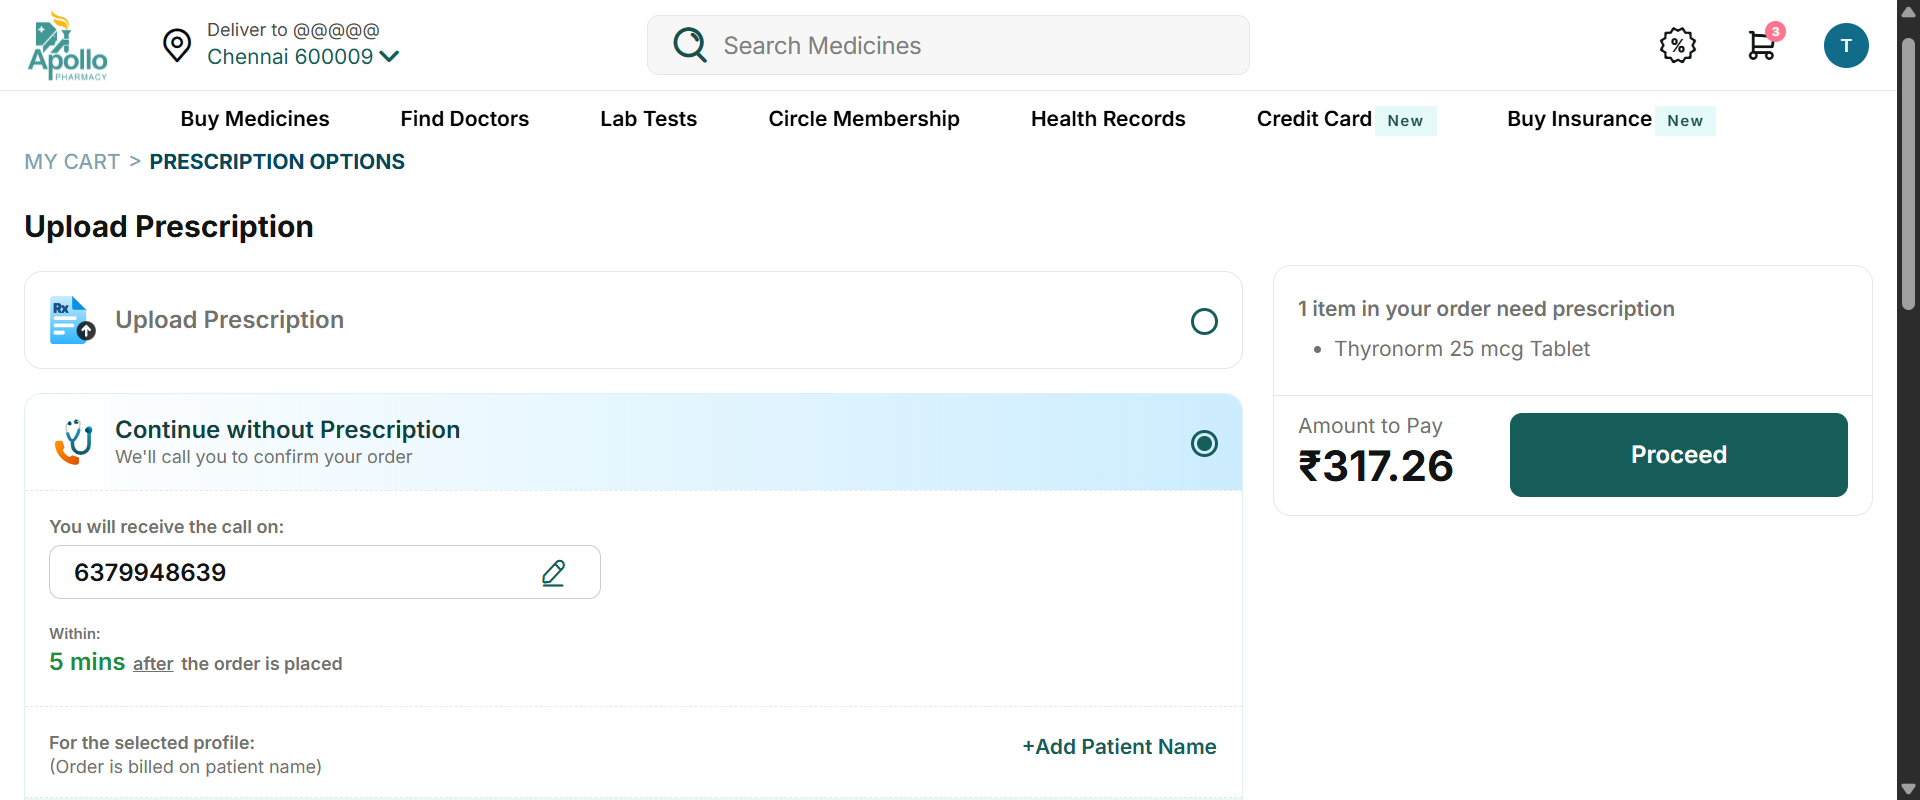 Apollo
PHARMACY
Deliver to @@@@@
Chennai 600009
Search Medicines
%
3
T
Buy Medicines
Find Doctors
Lab Tests
Circle Membership
Health Records
Credit Card New
Buy Insurance New
MY CART > PRESCRIPTION OPTIONS
Upload Prescription
Rx
Upload Prescription
Continue without Prescription
We'll call you to confirm your order
You will receive the call on:
6379948639
Within:
5 mins after the order is placed
For the selected profile:
(Order is billed on patient name)
+Add Patient Name
1 item in your order need prescription
• Thyronorm 25 mcg Tablet
Amount to Pay
₹317.26
Proceed